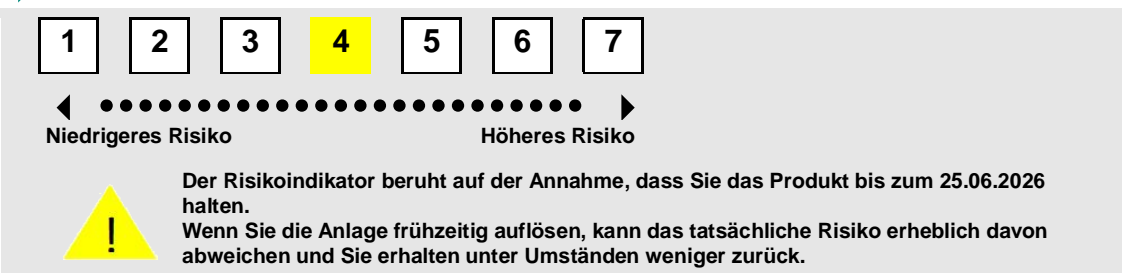 1 2 3 4 5 6 7
Niedrigeres Risiko Höheres Risiko
Der Risikoindikator beruht auf der Annahme, dass Sie das Produkt bis zum 25.06.2026
halten.
Wenn Sie die Anlage frühzeitig auflösen, kann das tatsächliche Risiko erheblich davon
abweichen und Sie erhalten unter Umständen weniger zurück.
!